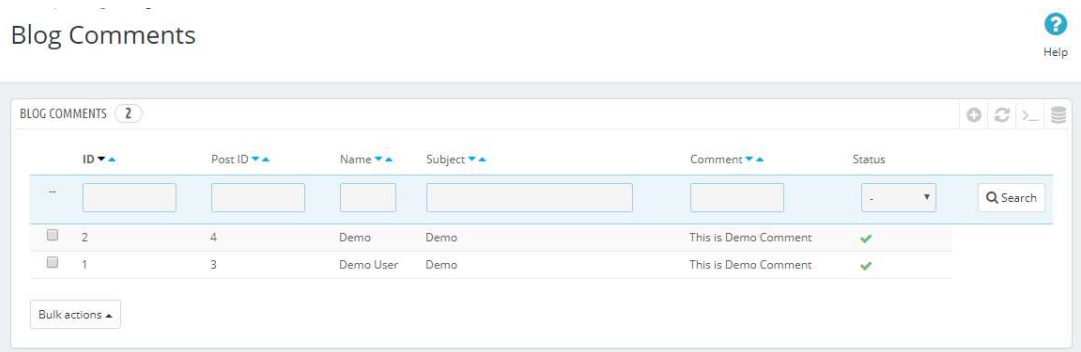 Blog Comments
Help
BLOG COMMENTS 2
ID Post ID Name Subject Comment Status
-- - Search
2 4 Demo Demo This is Demo Comment
1 3 Demo User Demo This is Demo Comment
Bulk actions